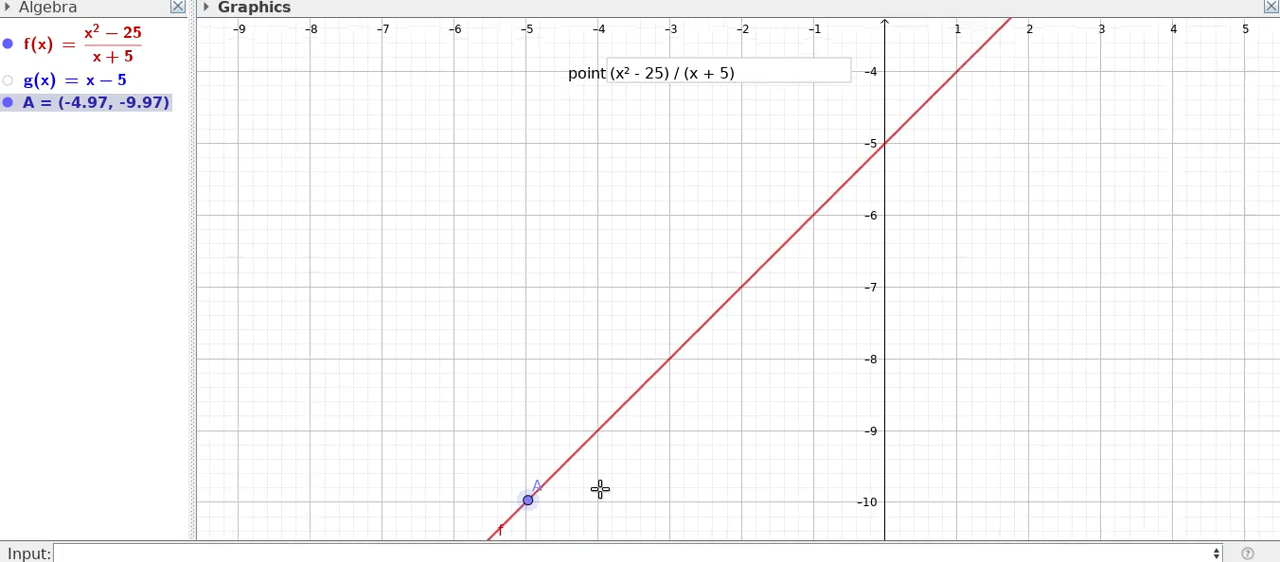 Algebra
Graphics
f(x) = x² − 25
x + 5
g(x) = x − 5
A = (-4.97, -9.97)
–9 –8 –7 –6 –5 –4 –3 –2 –1 1 2 3 4 5
point (x² - 25) / (x + 5)
–4
–5
–6
–7
–8
–9
A
–10
f
Input: